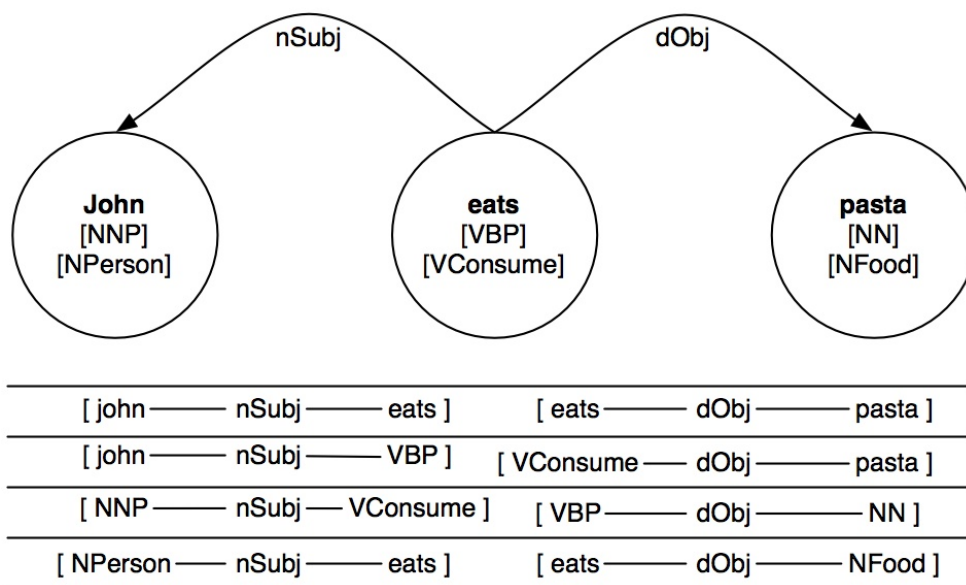 nSubj dObj
John eats pasta
[NNP] [VBP] [NN]
[NPerson] [VConsume] [NFood]
[ john nSubj eats ] [ eats dObj pasta ]
[ john nSubj VBP ] [ VConsume dObj pasta ]
[ NNP nSubj VConsume ] [ VBP dObj NN ]
[ NPerson nSubj eats ] [ eats dObj NFood ]